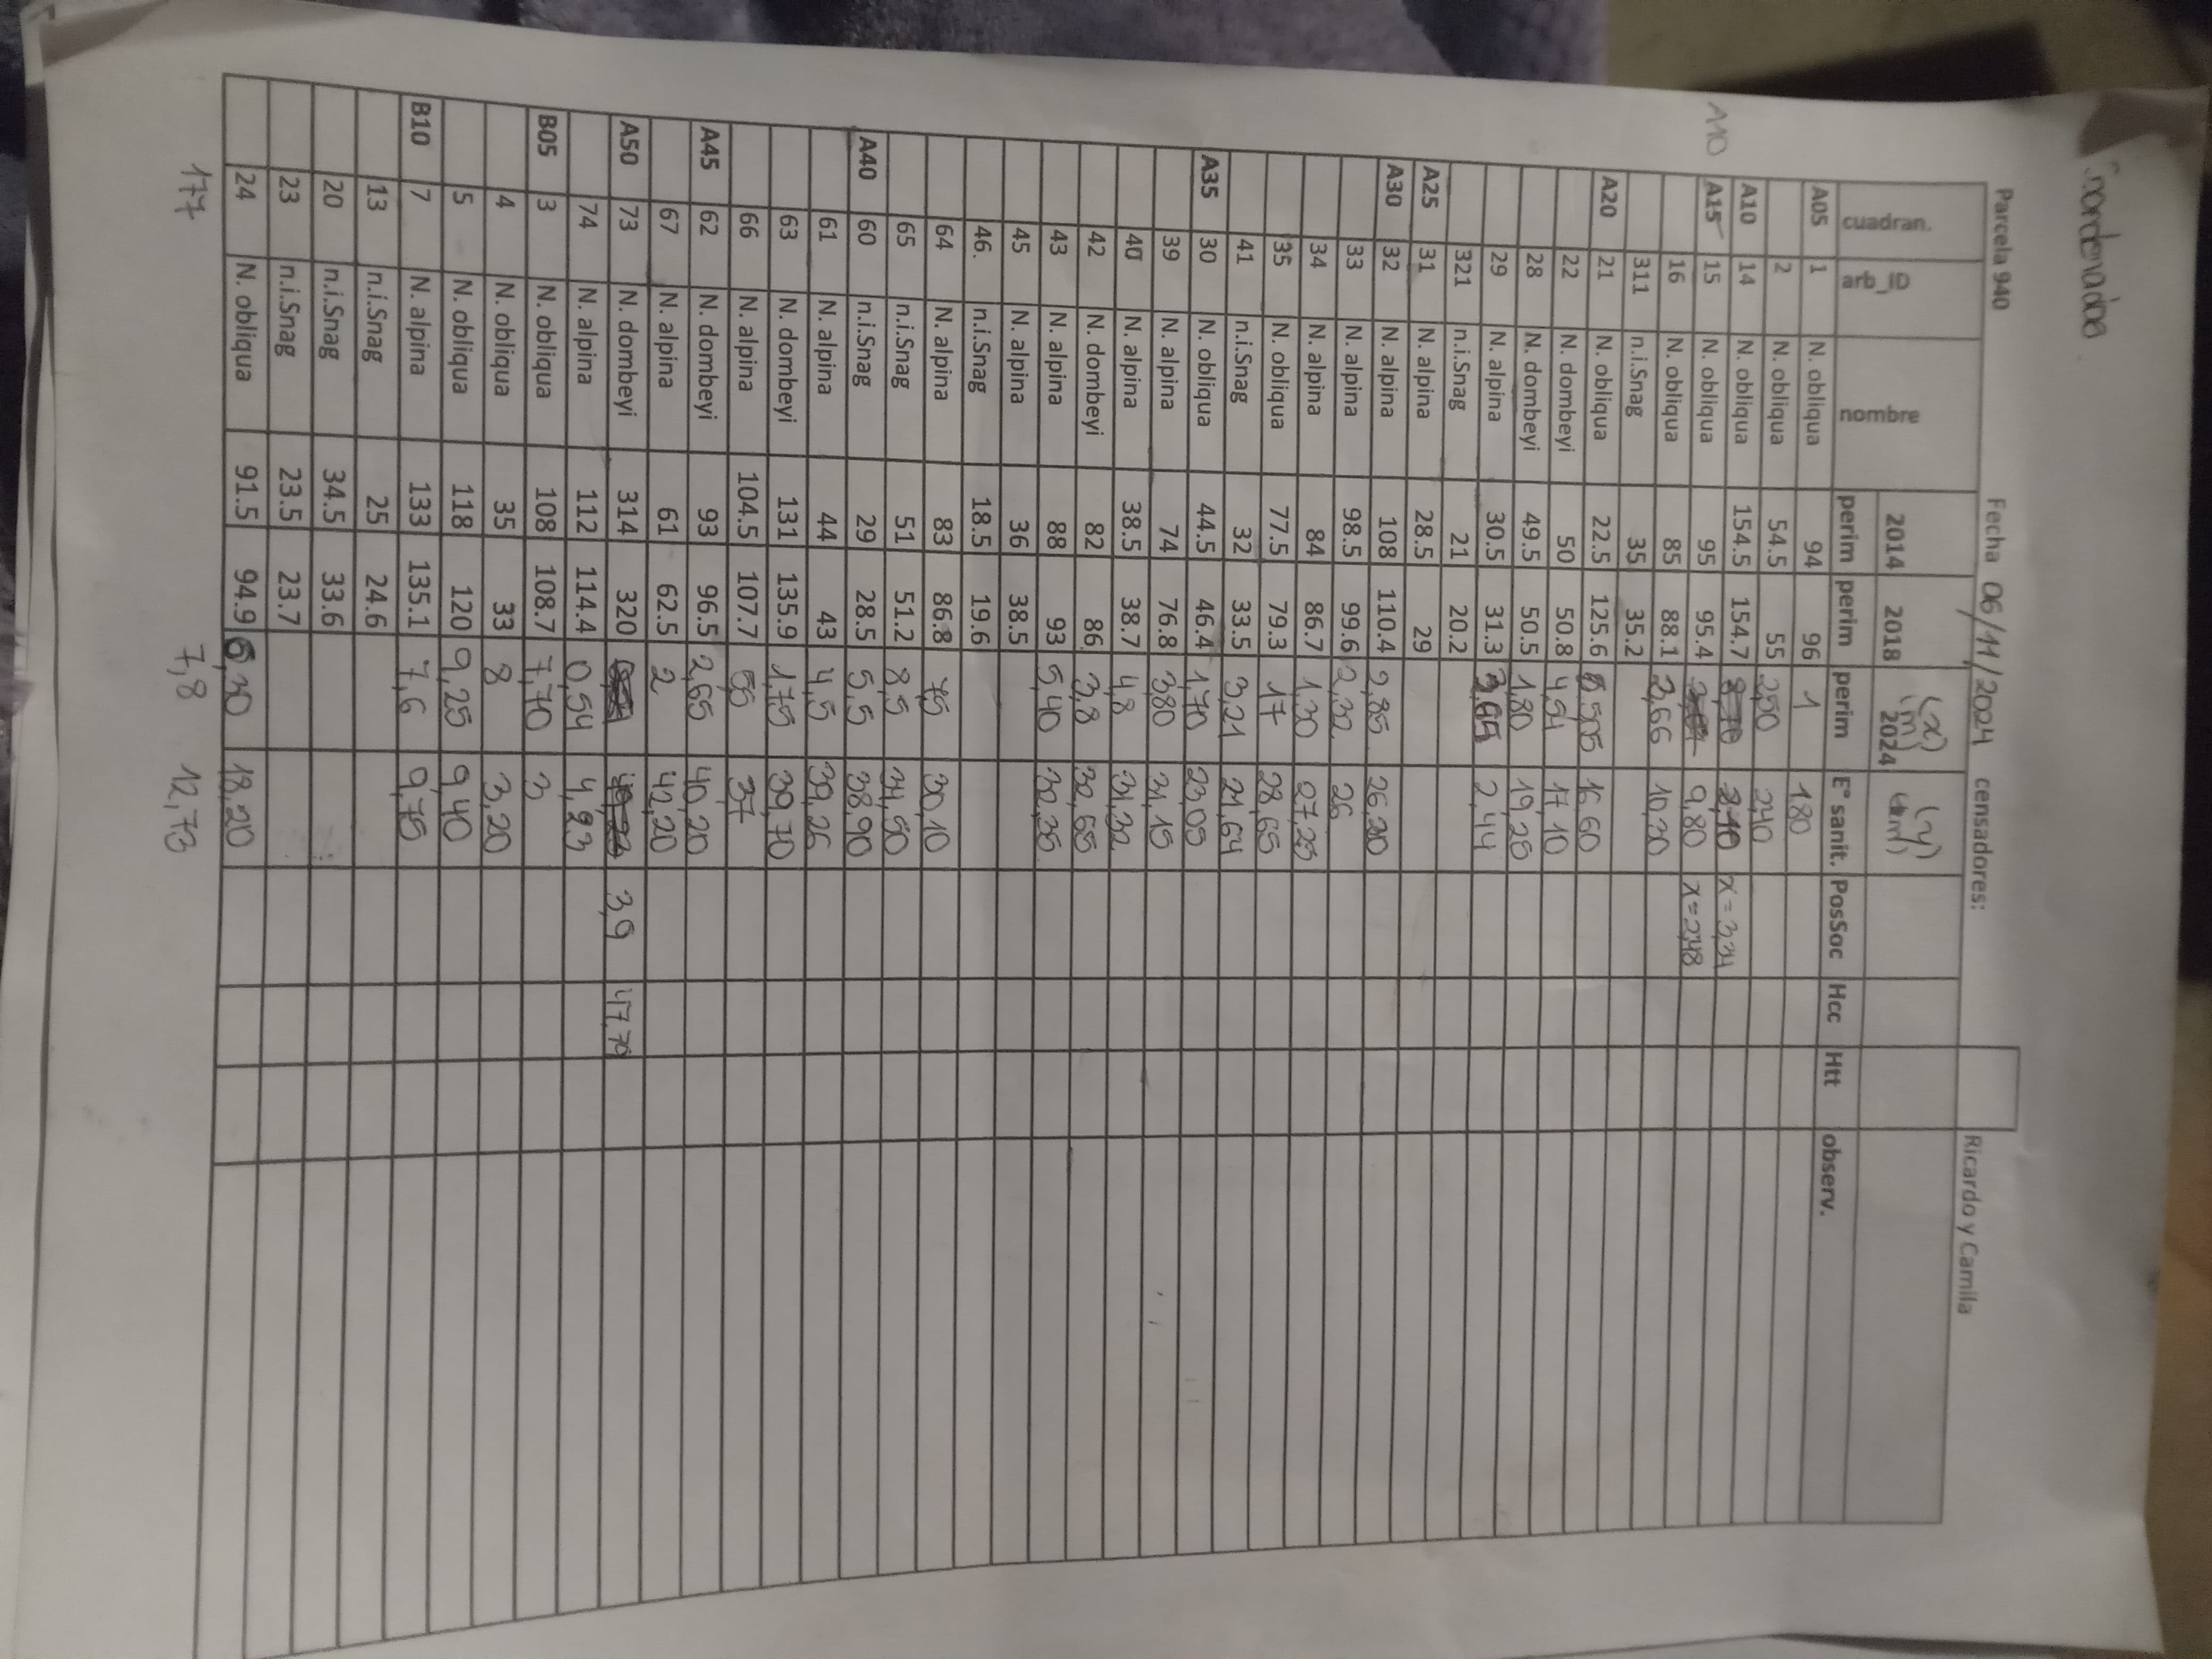 Coordenada
Parcela 940 Fecha 06/11/2024 censadores: Ricardo y Camila
2014 2018 (x) (m) 2024 (y)
cuadran. arb_ID nombre perim perim perim E° sanit. PosSoc Hcc Htt observ.
A05 1 N. obliqua 94 96 1 1,80
2 N. obliqua 54.5 55 2,50 2,40
A10 14 N. obliqua 154.5 154.7 2,10 x = 3,34
A10 A15 15 N. obliqua 95 95.4 9,80 x = 2,48
16 N. obliqua 85 88.1 2,66 10,30
311 n.i.Snag 35 35.2
A20 21 N. obliqua 22.5 125.6 16,60
22 N. dombeyi 50 50.8 4,54 17,10
28 N. dombeyi 49.5 50.5 1,80 19,25
29 N. alpina 30.5 31.3 2,44
321 n.i.Snag 21 20.2
A25 31 N. alpina 28.5 29
A30 32 N. alpina 108 110.4 2,85 26,20
33 N. alpina 98.5 99.6 2,32 26
34 N. alpina 84 86.7 1,30 27,25
35 N. obliqua 77.5 79.3 17 28,65
41 n.i.Snag 32 33.5 3,21 21,64
A35 30 N. obliqua 44.5 46.4 1,70 23,05
39 N. alpina 74 76.8 3,80 31,15
40 N. alpina 38.5 38.7 4,8 31,32
42 N. dombeyi 82 86 3,8 32,65
43 N. alpina 88 93 5,40 32,35
45 N. alpina 36 38.5
46. n.i.Snag 18.5 19.6
64 N. alpina 83 86.8 75 30,10
65 n.i.Snag 51 51.2 8,5 34,50
A40 60 n.i.Snag 29 28.5 5,5 38,90
61 N. alpina 44 43 4,5 39,26
63 N. dombeyi 131 135.9 1,75 39,70
66 N. alpina 104.5 107.7 55 37
A45 62 N. dombeyi 93 96.5 2,65 40,20
67 N. alpina 61 62.5 2 42,20
A50 73 N. dombeyi 314 320 3,9 47,70
74 N. alpina 112 114.4 0,54 4,93
B05 3 N. obliqua 108 108.7 7,70 3
4 N. obliqua 35 33 8 3,20
5 N. obliqua 118 120 9,25 9,40
B10 7 N. alpina 133 135.1 7,6 9,75
13 n.i.Snag 25 24.6
20 n.i.Snag 34.5 33.6
23 n.i.Snag 23.5 23.7
24 N. obliqua 91.5 94.9 6,30 18,20
177 7,8 12,73